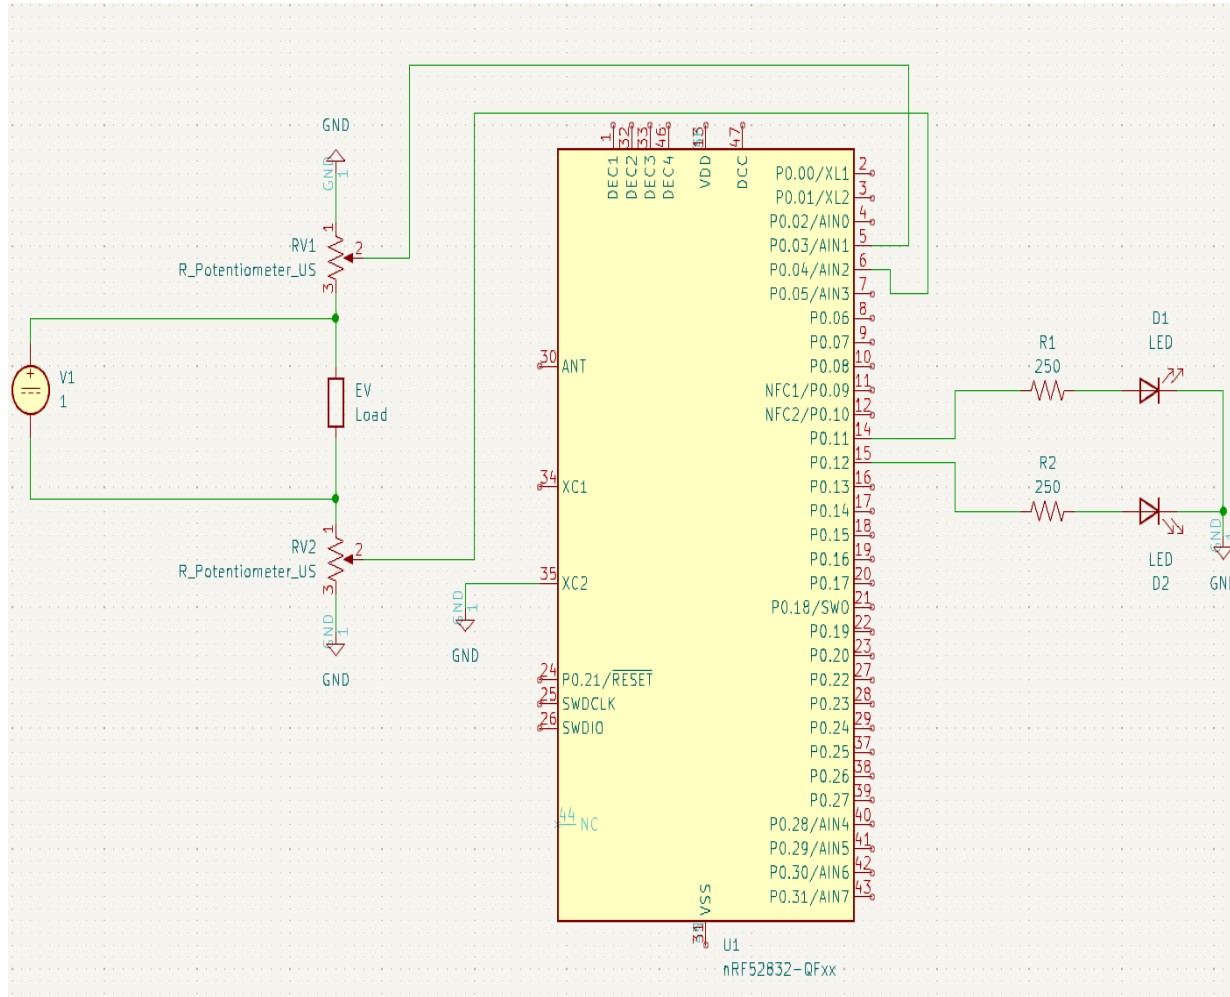 GND
GND
1
1
RV1
2
R_Potentiometer_US
3
V1
+
1
EV
Load
1
RV2
2
R_Potentiometer_US
3
GND
1
GND
GND
1
GND
1
32
33
46
47
DEC1
DEC2
DEC3
DEC4
VDD
DCC
30
ANT
34
XC1
35
XC2
24
P0.21/RESET
25
SWDCLK
26
SWDIO
44
NC
P0.00/XL1
2
P0.01/XL2
3
P0.02/AIN0
4
P0.03/AIN1
5
P0.04/AIN2
6
P0.05/AIN3
7
P0.06
8
P0.07
9
P0.08
10
NFC1/P0.09
11
NFC2/P0.10
12
P0.11
14
P0.12
15
P0.13
16
P0.14
17
P0.15
18
P0.16
19
P0.17
20
P0.18/SWO
21
P0.19
22
P0.20
23
P0.22
27
P0.23
28
P0.24
29
P0.25
37
P0.26
38
P0.27
39
P0.28/AIN4
40
P0.29/AIN5
41
P0.30/AIN6
42
P0.31/AIN7
43
VSS
U1
nRF52832-QFxx
R1
250
D1
LED
R2
250
LED
D2
GND